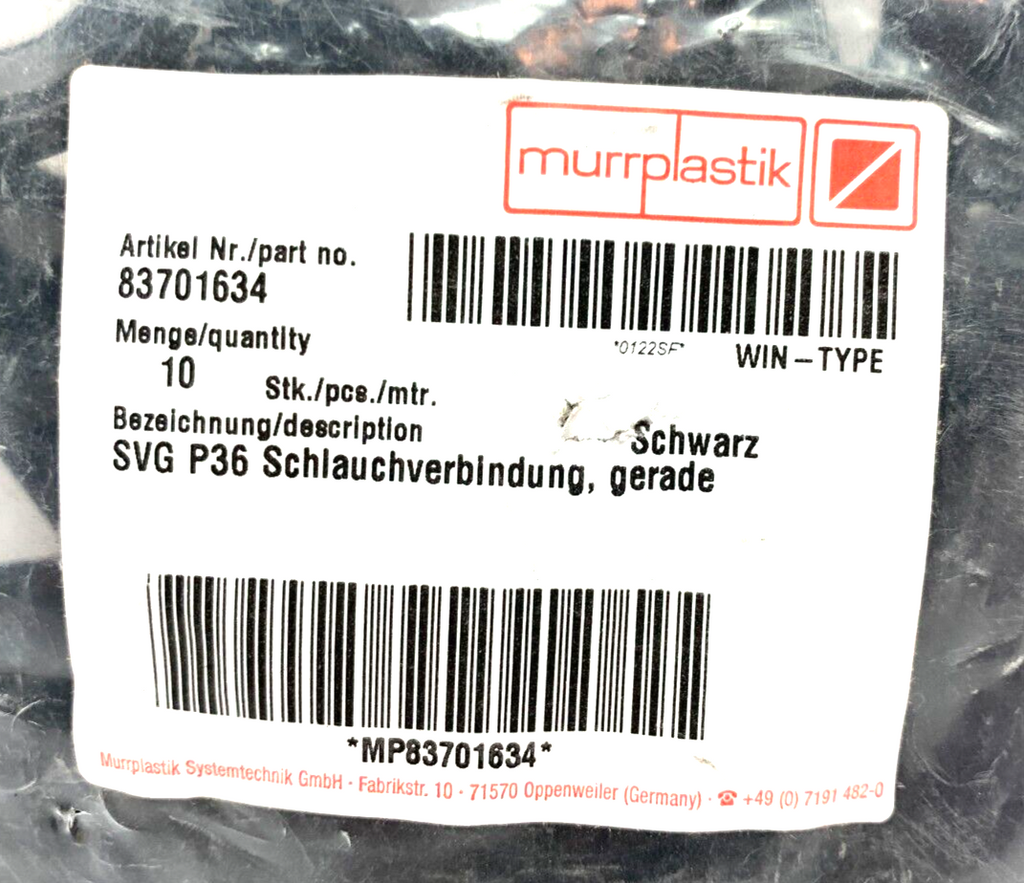 murrplastik
Artikel Nr./part no.
83701634
*0122SF*
WIN-TYPE
Menge/quantity
10 Stk./pcs./mtr.
Bezeichnung/description
Schwarz
SVG P36 Schlauchverbindung, gerade
*MP83701634*
Murrplastik Systemtechnik GmbH · Fabrikstr. 10 · 71570 Oppenweiler (Germany) · ☎ +49 (0) 7191 482-0